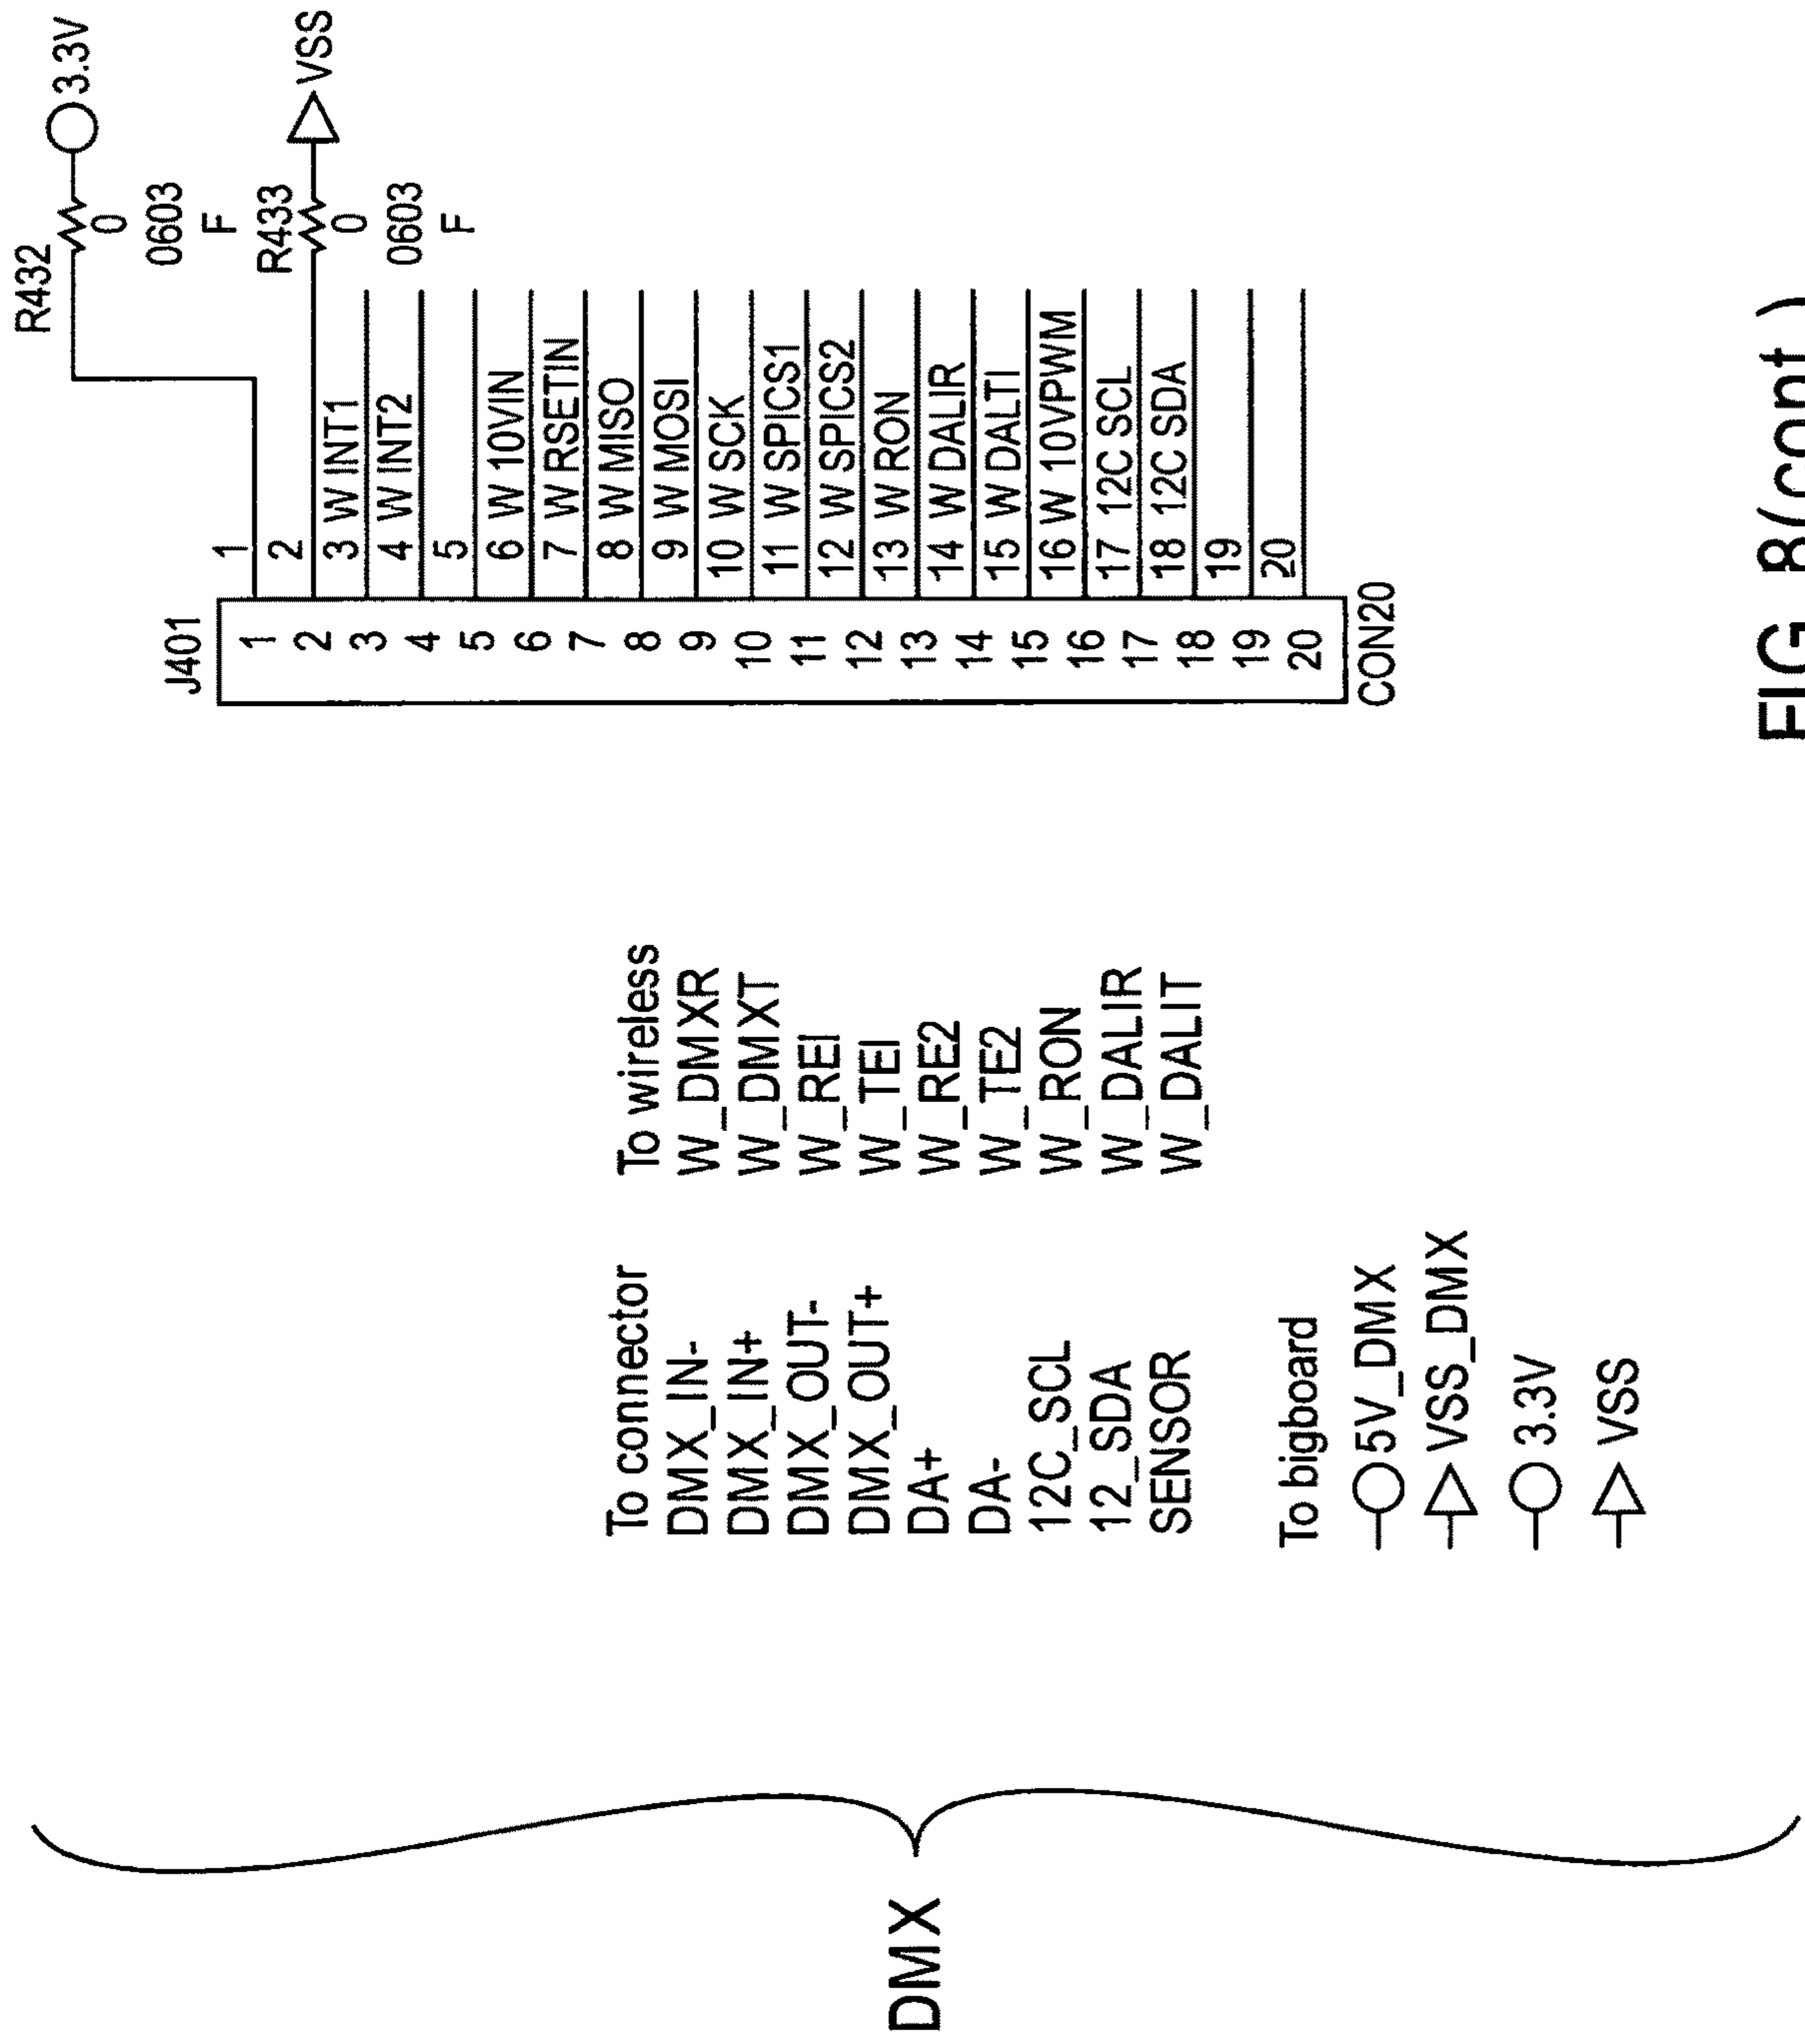 DMX
To connector
DMX_IN-
DMX_IN+
DMX_OUT-
DMX_OUT+
DA+
DA-
12C_SCL
12_SDA
SENSOR
To bigboard
5V_DMX
VSS_DMX
3.3V
VSS
To wireless
W_DMXR
W_DMXT
W_REI
W_TEI
W_RE2
W_TE2
W_RON
W_DALIR
W_DALIT
J401
1 1
2 2
3 3 W INT1
4 4 W INT2
5 5
6 6 W 10VIN
7 7 W RSETIN
8 8 W MISO
9 9 W MOSI
10 10 W SCK
11 11 W SPICS1
12 12 W SPICS2
13 13 W RON
14 14 W DALIR
15 15 W DALTI
16 16 W 10VPWM
17 17 12C SCL
18 18 12C SDA
19 19
20 20
CON20
R432
3.3V
0
0603
F
R433
VSS
0
0603
F
FIG. 8(cont.)